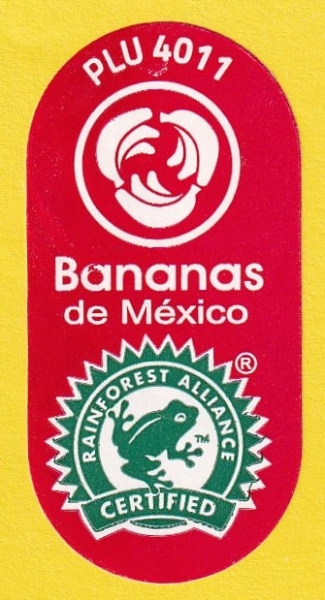 PLU 4011
Bananas
de México
®
RAINFOREST ALLIANCE
TM
CERTIFIED